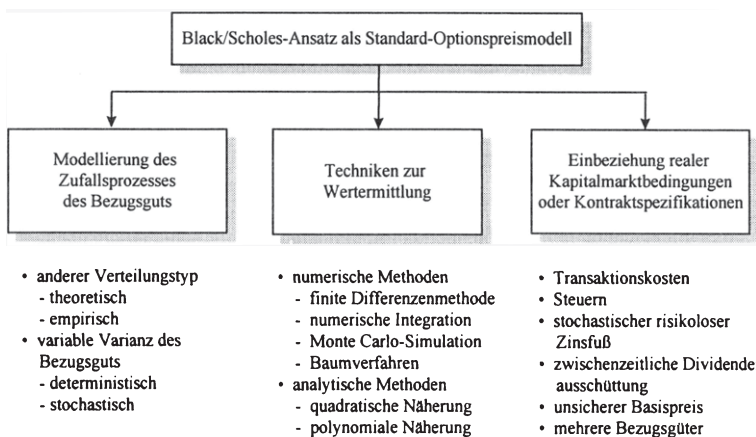 Black/Scholes-Ansatz als Standard-Optionspreismodell
Modellierung des
Zufallsprozesses
des Bezugsguts
Techniken zur
Wertermittlung
Einbeziehung realer
Kapitalmarktbedingungen
oder Kontraktspezifikationen
• anderer Verteilungstyp
- theoretisch
- empirisch
• variable Varianz des
Bezugsguts
- deterministisch
- stochastisch
• numerische Methoden
- finite Differenzenmethode
- numerische Integration
- Monte Carlo-Simulation
- Baumverfahren
• analytische Methoden
- quadratische Näherung
- polynomiale Näherung
• Transaktionskosten
• Steuern
• stochastischer risikoloser
Zinsfuß
• zwischenzeitliche Dividende
ausschüttung
• unsicherer Basispreis
• mehrere Bezugsgüter